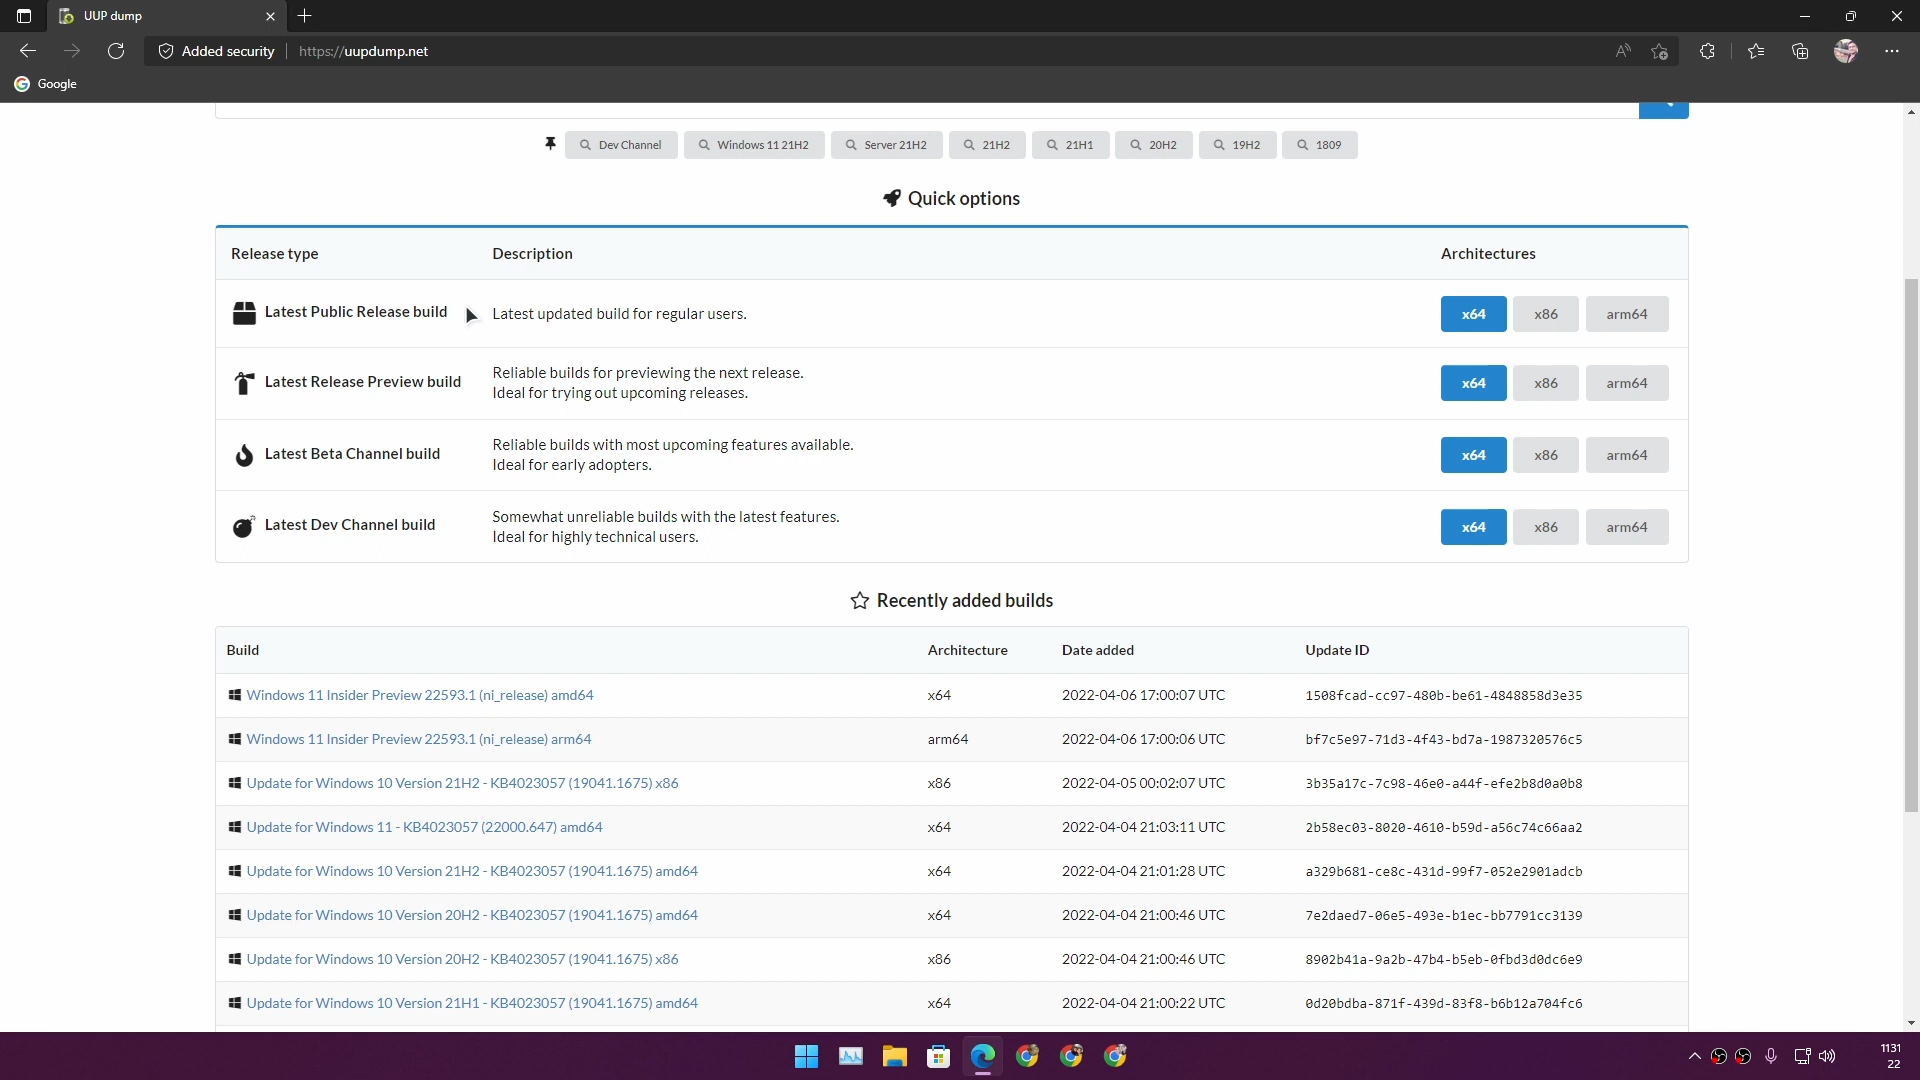 UUP dump
Added security
https://uupdump.net
Google
Dev Channel
Windows 11 21H2
Server 21H2
21H2
21H1
20H2
19H2
1809
Quick options
Release type
Description
Architectures
Latest Public Release build
Latest updated build for regular users.
x64
x86
arm64
Latest Release Preview build
Reliable builds for previewing the next release.
Ideal for trying out upcoming releases.
x64
x86
arm64
Latest Beta Channel build
Reliable builds with most upcoming features available.
Ideal for early adopters.
x64
x86
arm64
Latest Dev Channel build
Somewhat unreliable builds with the latest features.
Ideal for highly technical users.
x64
x86
arm64
Recently added builds
Build Architecture Date added Update ID
Windows 11 Insider Preview 22593.1 (ni_release) amd64 x64 2022-04-06 17:00:07 UTC 1508fcad-cc97-480b-be61-4848858d3e35
Windows 11 Insider Preview 22593.1 (ni_release) arm64 arm64 2022-04-06 17:00:06 UTC bf7c5e97-71d3-4f43-bd7a-1987320576c5
Update for Windows 10 Version 21H2 - KB4023057 (19041.1675) x86 x86 2022-04-05 00:02:07 UTC 3b35a17c-7c98-46e0-a44f-efe2b8d0a0b8
Update for Windows 11 - KB4023057 (22000.647) amd64 x64 2022-04-04 21:03:11 UTC 2b58ec03-8020-4610-b59d-a56c74c66aa2
Update for Windows 10 Version 21H2 - KB4023057 (19041.1675) amd64 x64 2022-04-04 21:01:28 UTC a329b681-ce8c-431d-99f7-052e2901adcb
Update for Windows 10 Version 20H2 - KB4023057 (19041.1675) amd64 x64 2022-04-04 21:00:46 UTC 7e2daed7-06e5-493e-b1ec-bb7791cc3139
Update for Windows 10 Version 20H2 - KB4023057 (19041.1675) x86 x86 2022-04-04 21:00:46 UTC 8902b41a-9a2b-47b4-b5eb-0fbd3d0dc6e9
Update for Windows 10 Version 21H1 - KB4023057 (19041.1675) amd64 x64 2022-04-04 21:00:22 UTC 0d20bdba-871f-439d-83f8-b6b12a704fc6
1131
22